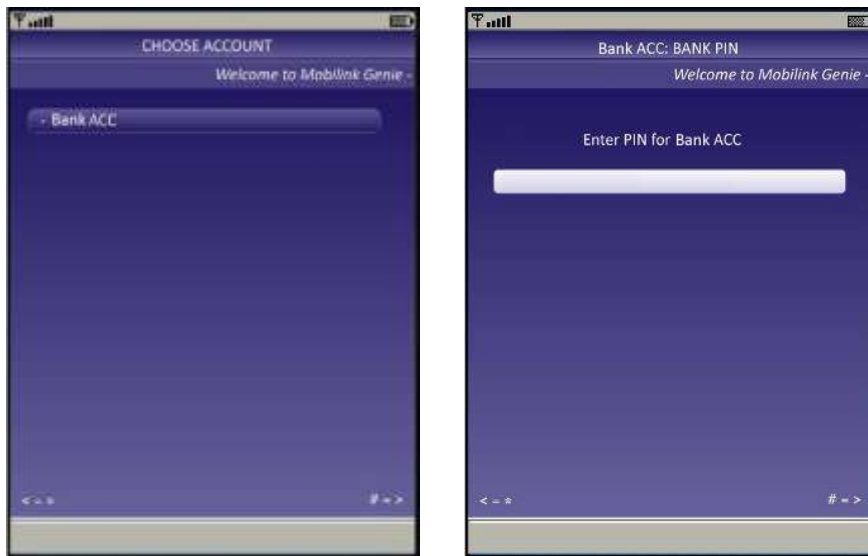 CHOOSE ACCOUNT
Welcome to Mobilink Genie -
- Bank ACC
< = *
# = >
Bank ACC: BANK PIN
Welcome to Mobilink Genie -
Enter PIN for Bank ACC
< = *
# = >